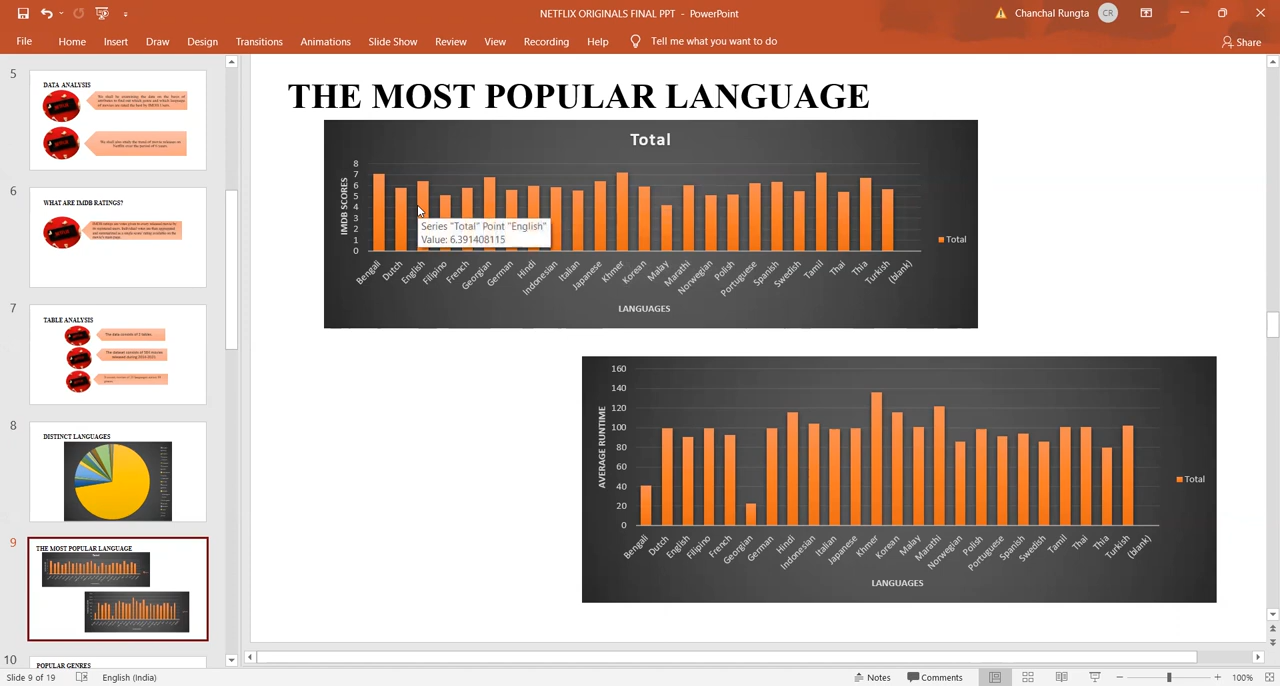 NETFLIX ORIGINALS FINAL PPT - PowerPoint
Chanchal Rungta CR
File Home Insert Draw Design Transitions Animations Slide Show Review View Recording Help Tell me what you want to do Share
5
DATA ANALYSIS
6
WHAT ARE IMDB RATINGS?
7
TABLE ANALYSIS
The data consists of 2 tables.
8
DISTINCT LANGUAGES
9
THE MOST POPULAR LANGUAGE
10
POPULAR GENRES
THE MOST POPULAR LANGUAGE
Total
IMDB SCORES
8
7
6
5
4
3
2
1
0
Series "Total" Point "English"
Value: 6.391408115
Total
Bengali Dutch English Filipino French Georgian German Hindi Indonesian Italian Japanese Khmer Korean Malay Marathi Norwegian Polish Portuguese Spanish Swedish Tamil Thai Thia Turkish (blank)
LANGUAGES
AVERAGE RUNTIME
160
140
120
100
80
60
40
20
0
Total
Bengali Dutch English Filipino French Georgian German Hindi Indonesian Italian Japanese Khmer Korean Malay Marathi Norwegian Polish Portuguese Spanish Swedish Tamil Thai Thia Turkish (blank)
LANGUAGES
Slide 9 of 19 English (India) Notes Comments 100%